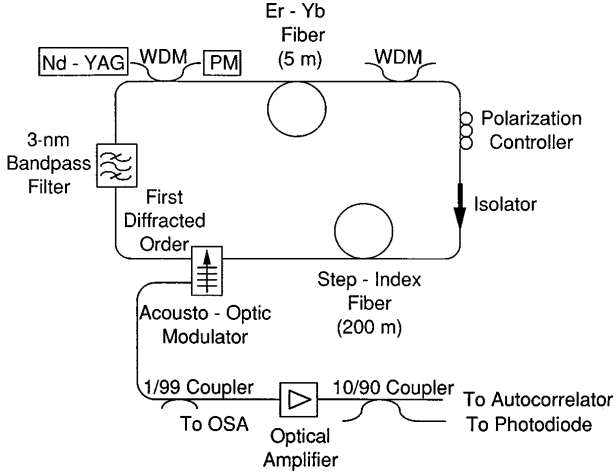 Er - Yb
Fiber
(5 m)
Nd - YAG
WDM
PM
WDM
Polarization
Controller
3-nm
Bandpass
Filter
First
Diffracted
Order
Isolator
Step - Index
Fiber
(200 m)
Acousto - Optic
Modulator
1/99 Coupler
10/90 Coupler
To Autocorrelator
To OSA
To Photodiode
Optical
Amplifier